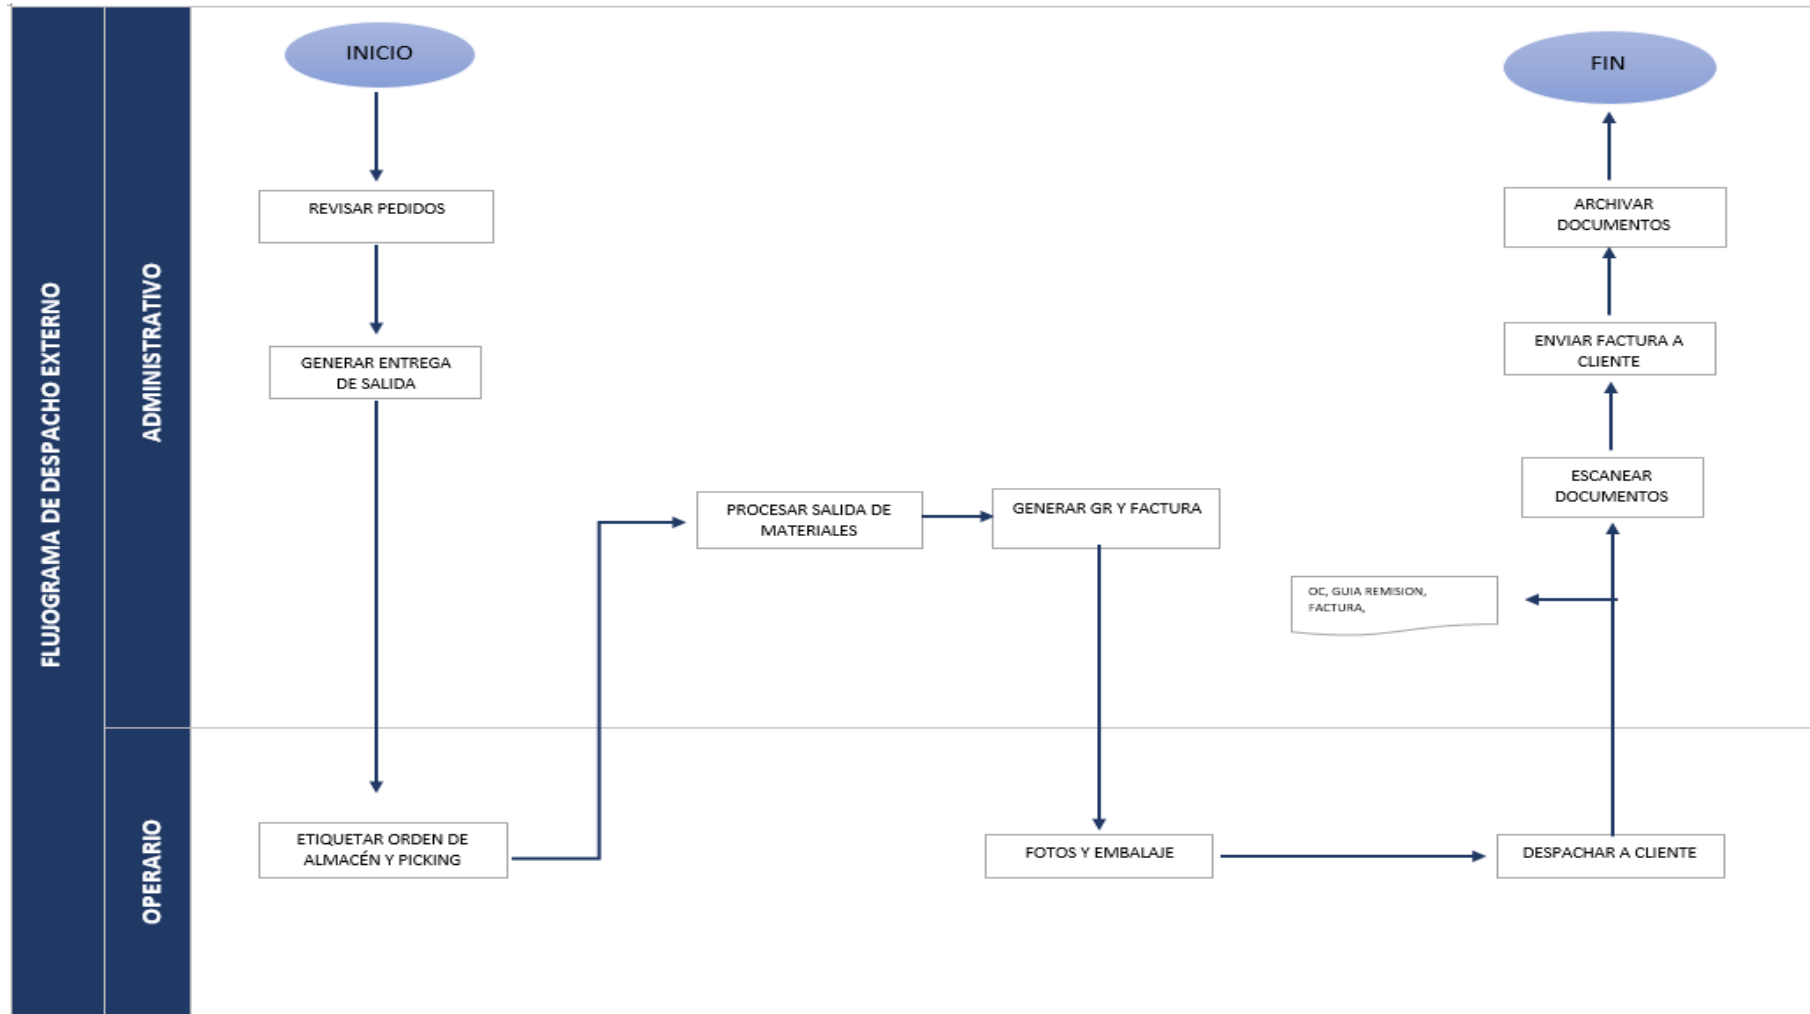 FLUJOGRAMA DE DESPACHO EXTERNO
ADMINISTRATIVO
INICIO
REVISAR PEDIDOS
GENERAR ENTREGA
DE SALIDA
PROCESAR SALIDA DE
MATERIALES
GENERAR GR Y FACTURA
OC, GUIA REMISION,
FACTURA,
FIN
ARCHIVAR
DOCUMENTOS
ENVIAR FACTURA A
CLIENTE
ESCANEAR
DOCUMENTOS
OPERARIO
ETIQUETAR ORDEN DE
ALMACÉN Y PICKING
FOTOS Y EMBALAJE
DESPACHAR A CLIENTE